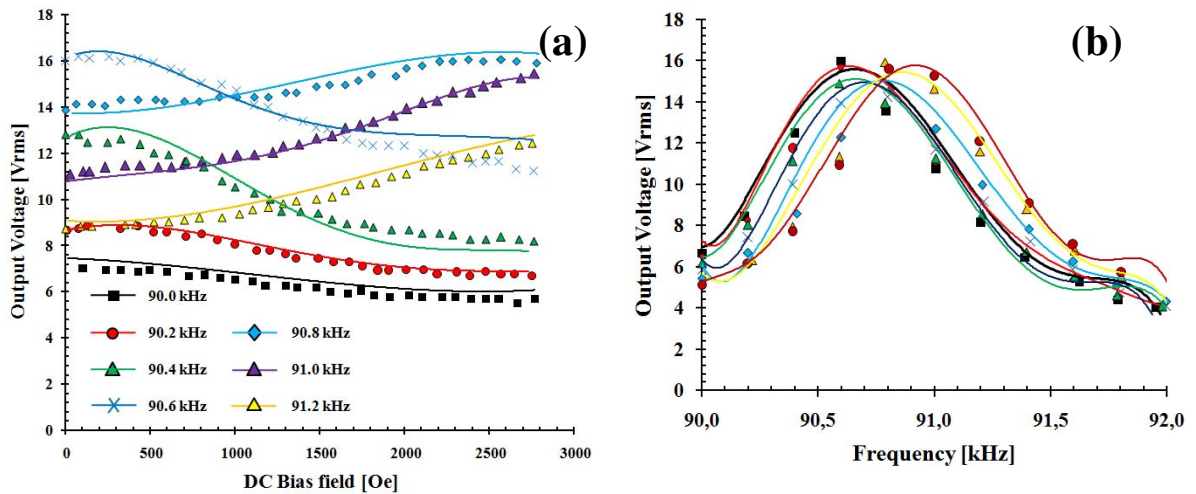 (a)
Output Voltage [Vrms]
18
16
14
12
10
8
6
4
2
0
90.0 kHz
90.2 kHz
90.4 kHz
90.6 kHz
90.8 kHz
91.0 kHz
91.2 kHz
0 500 1000 1500 2000 2500 3000
DC Bias field [Oe]
(b)
Output Voltage [Vrms]
18
16
14
12
10
8
6
4
2
0
90,0 90,5 91,0 91,5 92,0
Frequency [kHz]